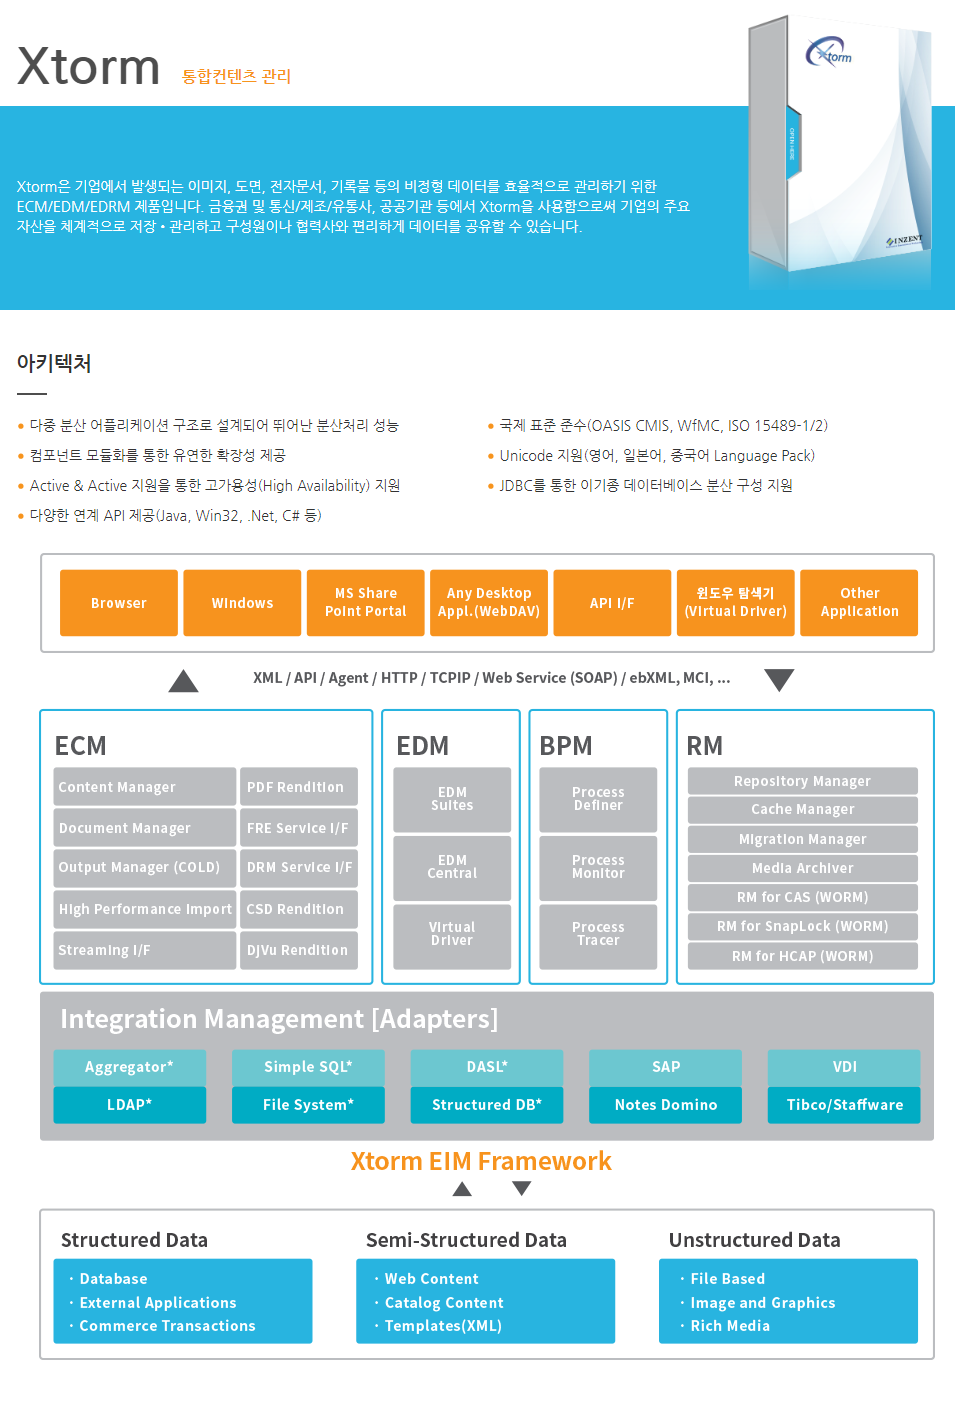 Xtorm 통합컨텐츠 관리
Xtorm
OPEN HERE
INZENT
Xtorm은 기업에서 발생되는 이미지, 도면, 전자문서, 기록물 등의 비정형 데이터를 효율적으로 관리하기 위한
ECM/EDM/EDRM 제품입니다. 금융권 및 통신/제조/유통사, 공공기관 등에서 Xtorm을 사용함으로써 기업의 주요
자산을 체계적으로 저장 • 관리하고 구성원이나 협력사와 편리하게 데이터를 공유할 수 있습니다.
아키텍처
• 다중 분산 어플리케이션 구조로 설계되어 뛰어난 분산처리 성능
• 컴포넌트 모듈화를 통한 유연한 확장성 제공
• Active & Active 지원을 통한 고가용성(High Availability) 지원
• 다양한 연계 API 제공(Java, Win32, .Net, C# 등)
• 국제 표준 준수(OASIS CMIS, WfMC, ISO 15489-1/2)
• Unicode 지원(영어, 일본어, 중국어 Language Pack)
• JDBC를 통한 이기종 데이터베이스 분산 구성 지원
Browser
Windows
MS Share
Point Portal
Any Desktop
Appl.(WebDAV)
API I/F
윈도우 탐색기
(Virtual Driver)
Other
Application
XML / API / Agent / HTTP / TCPIP / Web Service (SOAP) / ebXML, MCI, ...
ECM
Content Manager
PDF Rendition
Document Manager
FRE Service I/F
Output Manager (COLD)
DRM Service I/F
High Performance Import
CSD Rendition
Streaming I/F
DjVu Rendition
EDM
EDM
Suites
EDM
Central
Virtual
Driver
BPM
Process
Definer
Process
Monitor
Process
Tracer
RM
Repository Manager
Cache Manager
Migration Manager
Media Archiver
RM for CAS (WORM)
RM for SnapLock (WORM)
RM for HCAP (WORM)
Integration Management [Adapters]
Aggregator*
Simple SQL*
DASL*
SAP
VDI
LDAP*
File System*
Structured DB*
Notes Domino
Tibco/Staffware
Xtorm EIM Framework
Structured Data
· Database
· External Applications
· Commerce Transactions
Semi-Structured Data
· Web Content
· Catalog Content
· Templates(XML)
Unstructured Data
· File Based
· Image and Graphics
· Rich Media